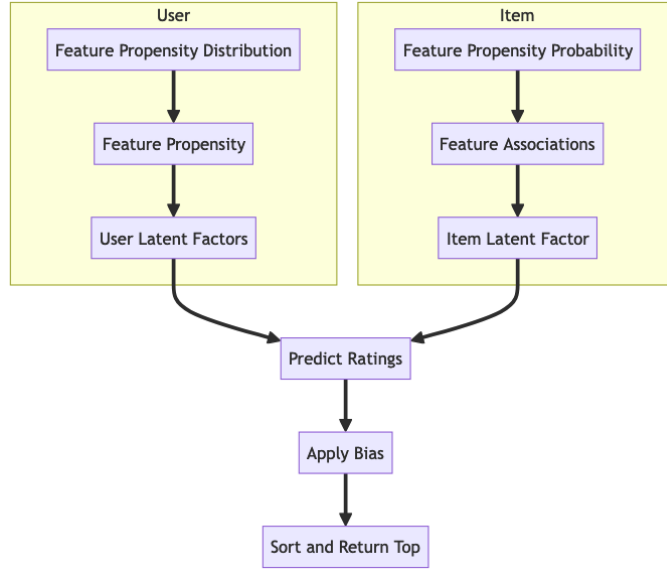 User
Feature Propensity Distribution
Feature Propensity
User Latent Factors
Item
Feature Propensity Probability
Feature Associations
Item Latent Factor
Predict Ratings
Apply Bias
Sort and Return Top